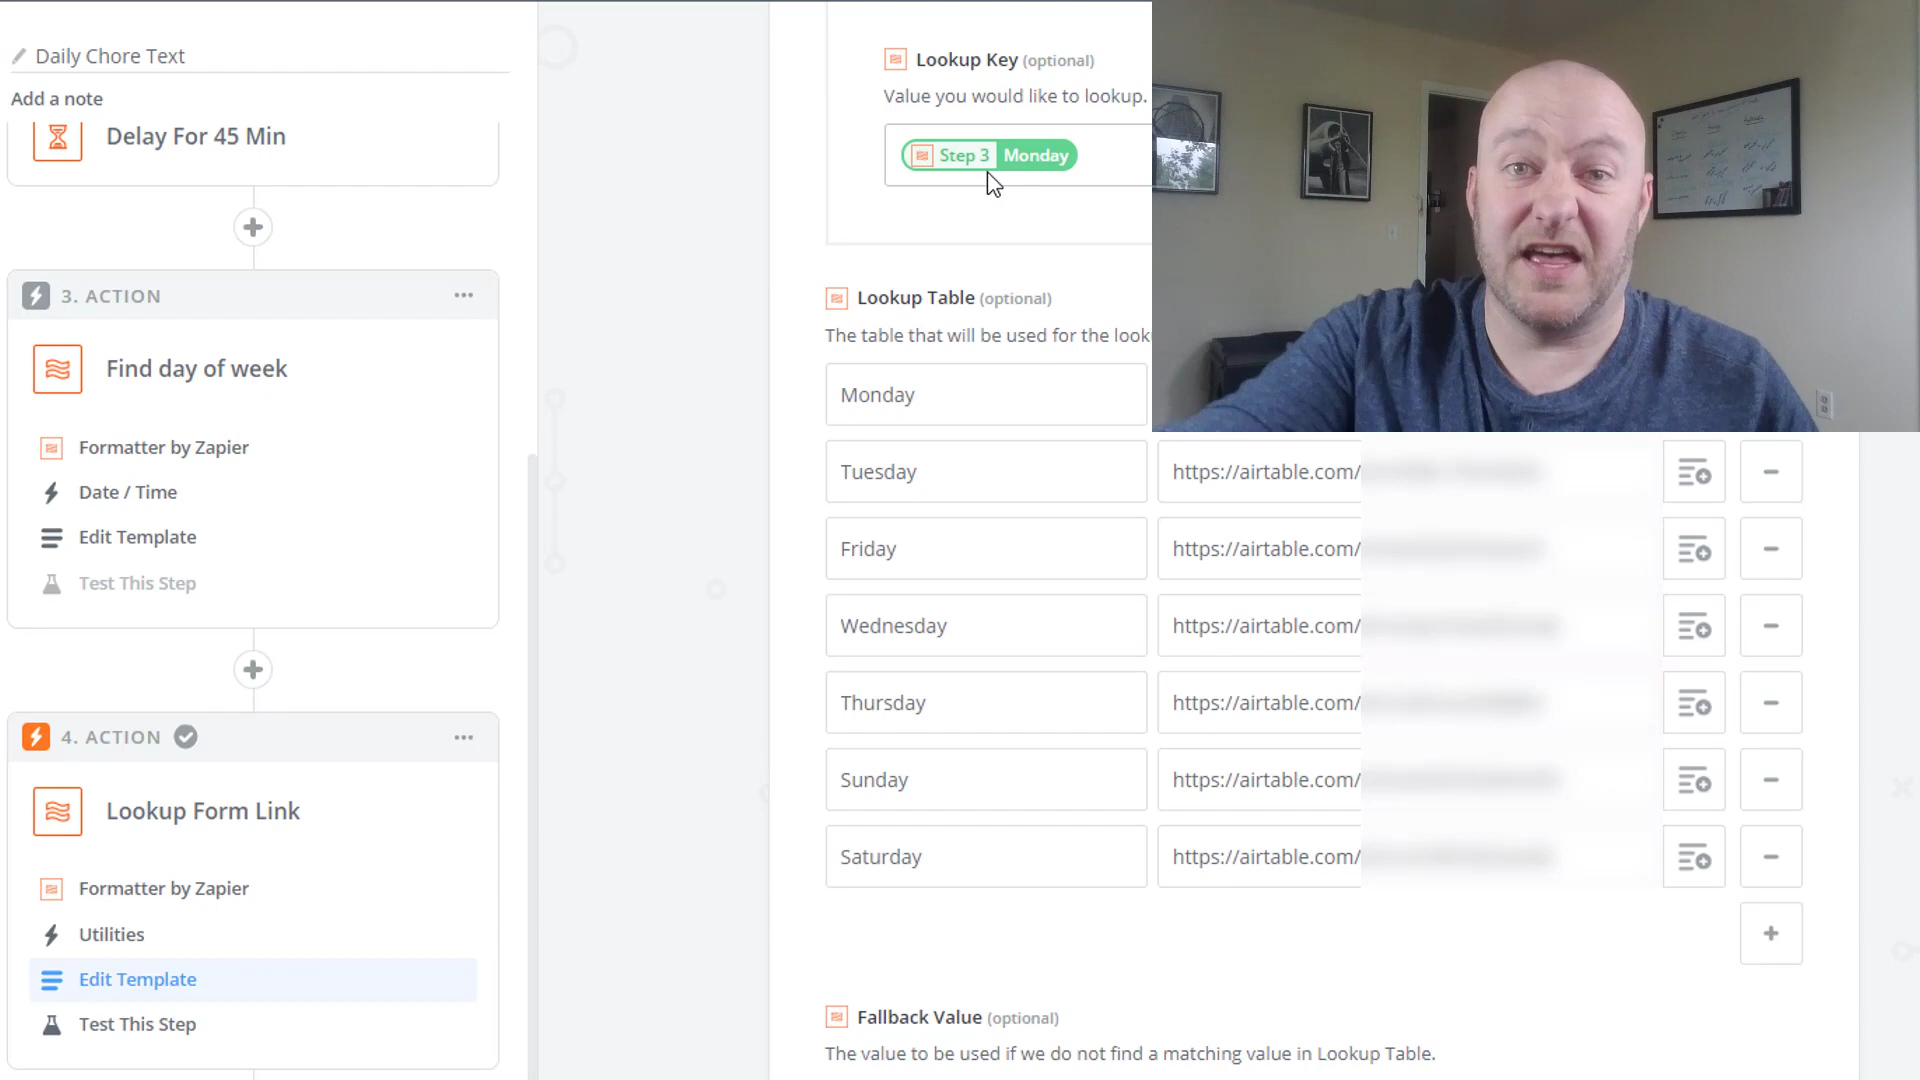 Daily Chore Text
Add a note
Delay For 45 Min
3. ACTION
Find day of week
Formatter by Zapier
Date / Time
Edit Template
Test This Step
4. ACTION
Lookup Form Link
Formatter by Zapier
Utilities
Edit Template
Test This Step
Lookup Key (optional)
Value you would like to lookup.
Step 3 Monday
Lookup Table (optional)
The table that will be used for the look
Monday
Tuesday https://airtable.com/
Friday https://airtable.com/
Wednesday https://airtable.com/
Thursday https://airtable.com/
Sunday https://airtable.com/
Saturday https://airtable.com/
Fallback Value (optional)
The value to be used if we do not find a matching value in Lookup Table.